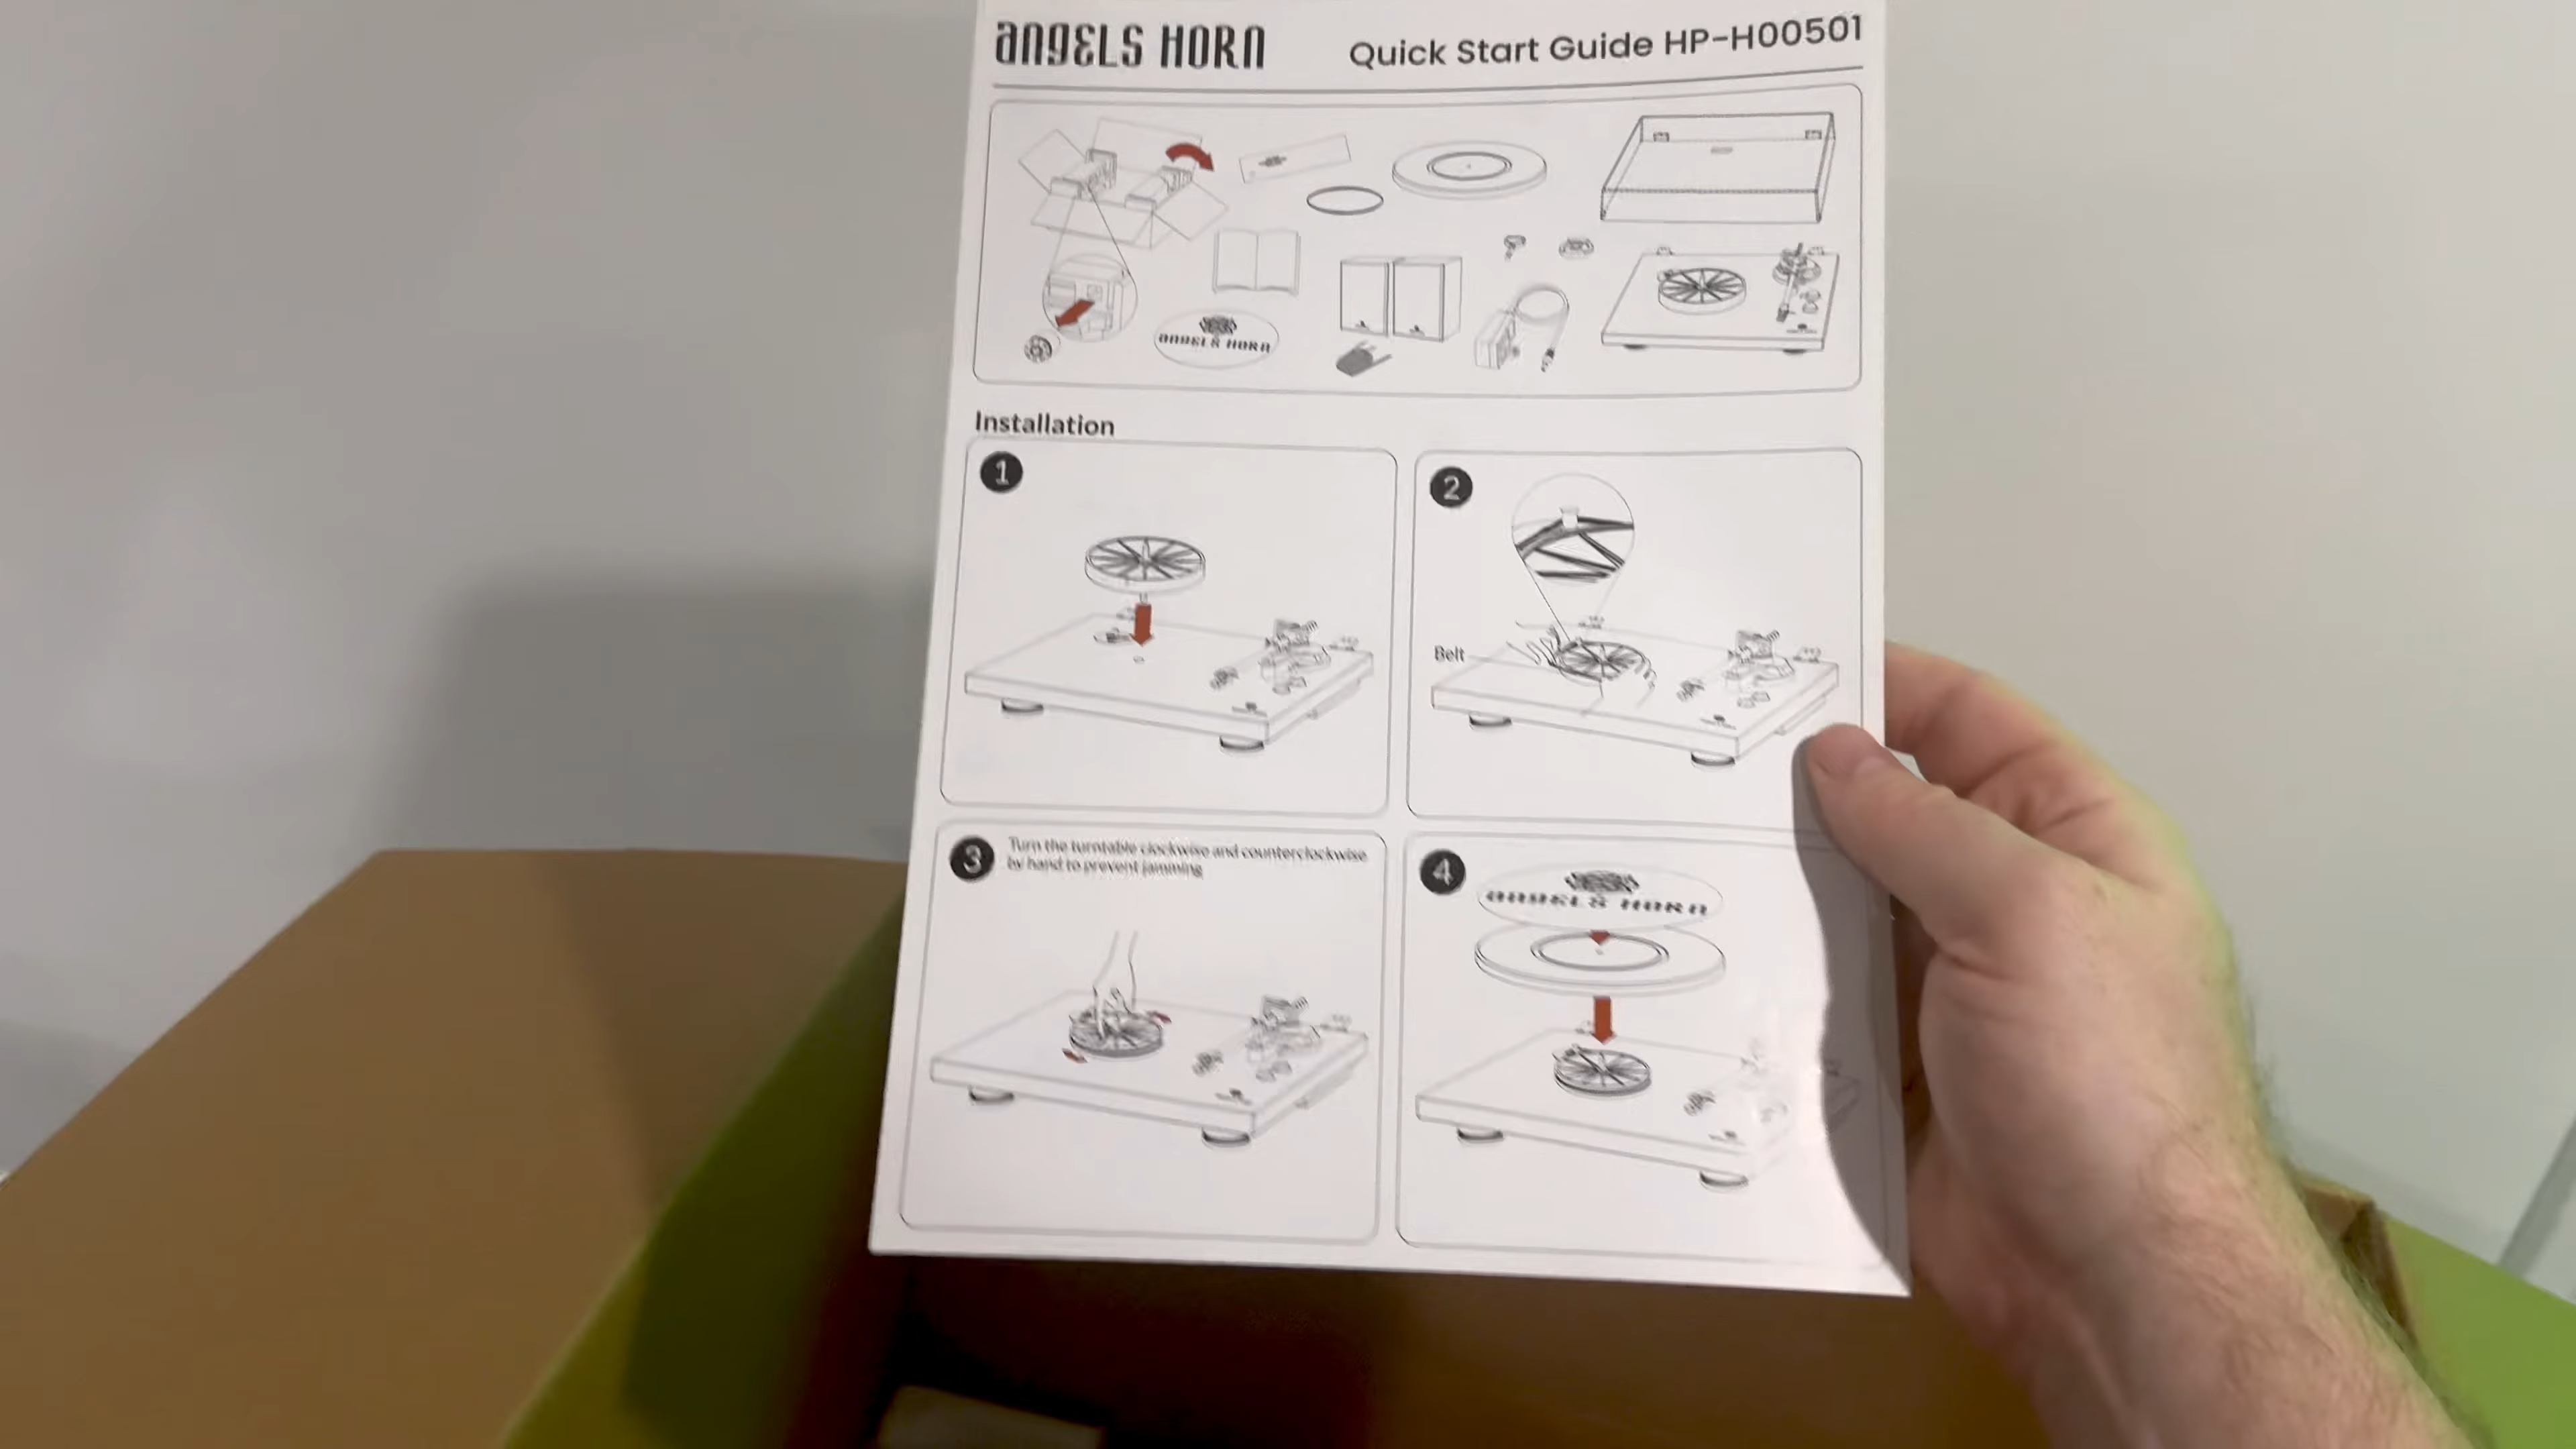 angELS HORn
Quick Start Guide HP-H00501
anGELS HORn
Installation
1
2
Belt
3
Turn the turntable clockwise and counterclockwise
by hand to prevent jamming
4
anGELS HORn